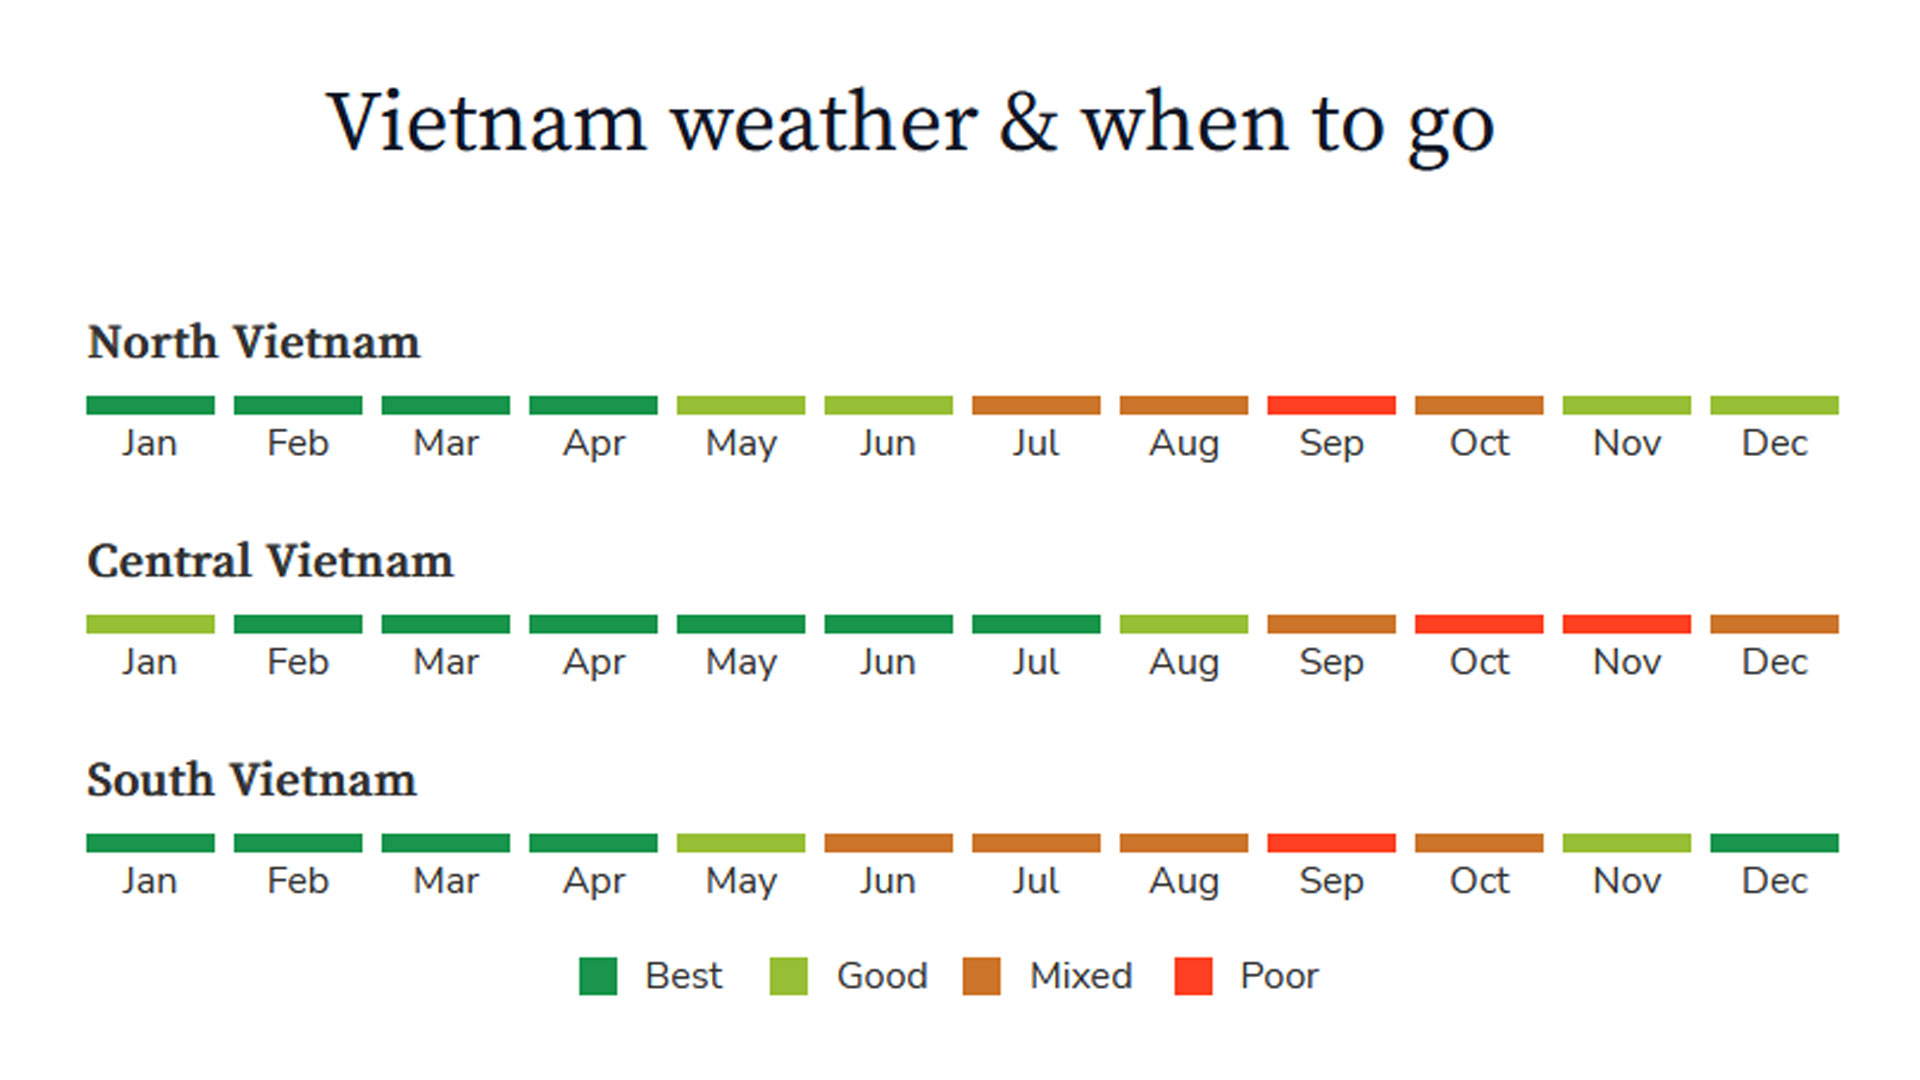 Vietnam weather & when to go
North Vietnam
Jan Feb Mar Apr May Jun Jul Aug Sep Oct Nov Dec
Central Vietnam
Jan Feb Mar Apr May Jun Jul Aug Sep Oct Nov Dec
South Vietnam
Jan Feb Mar Apr May Jun Jul Aug Sep Oct Nov Dec
Best Good Mixed Poor